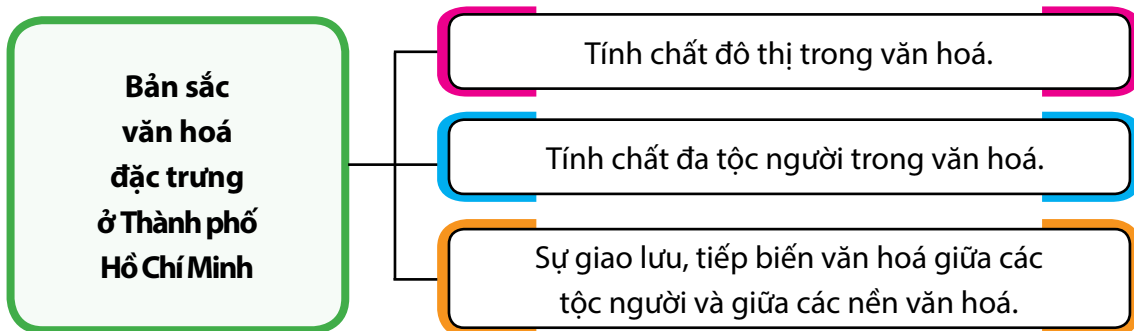 Bản sắc
văn hoá
đặc trưng
ở Thành phố
Hồ Chí Minh
Tính chất đô thị trong văn hoá.
Tính chất đa tộc người trong văn hoá.
Sự giao lưu, tiếp biến văn hoá giữa các
tộc người và giữa các nền văn hoá.